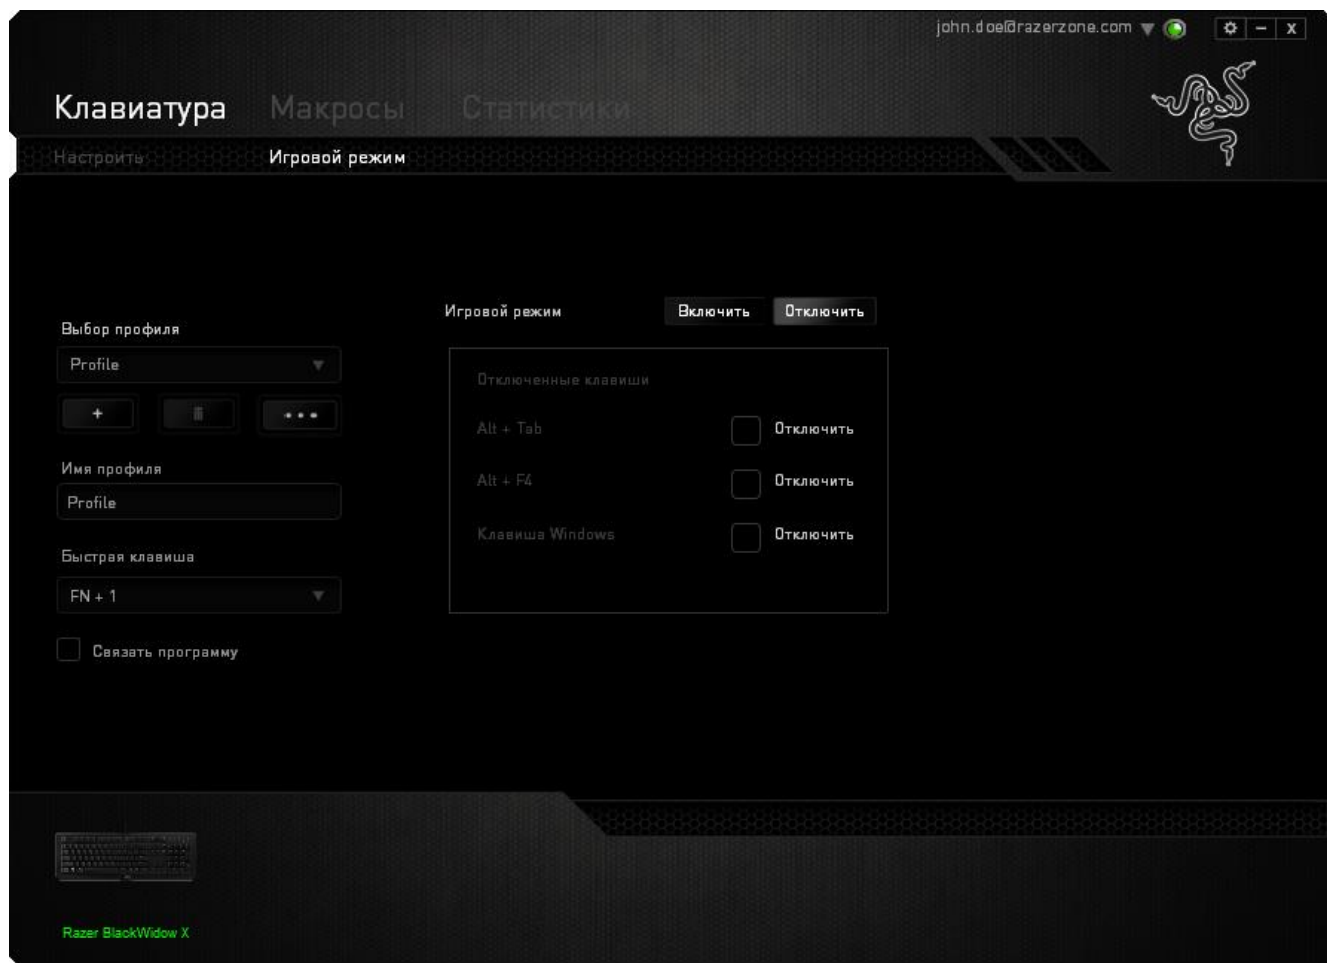 john.doe@razerzone.com
Клавиатура Макросы Статистики
Настроить Игровой режим
Игровой режим Включить Отключить
Выбор профиля
Profile
Отключенные клавиши
Alt + Tab Отключить
Имя профиля
Profile
Alt + F4 Отключить
Клавиша Windows Отключить
Быстрая клавиша
FN + 1
Связать программу
Razer BlackWidow X